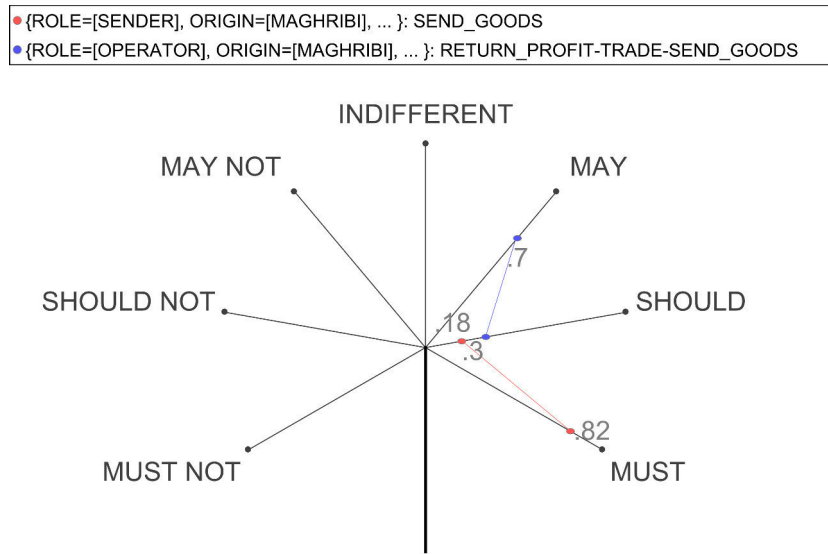 {ROLE=[SENDER], ORIGIN=[MAGHRIBI], ... }: SEND_GOODS
{ROLE=[OPERATOR], ORIGIN=[MAGHRIBI], ... }: RETURN_PROFIT-TRADE-SEND_GOODS
INDIFFERENT
MAY NOT
MAY
.7
SHOULD NOT
SHOULD
.18
.3
.82
MUST NOT
MUST